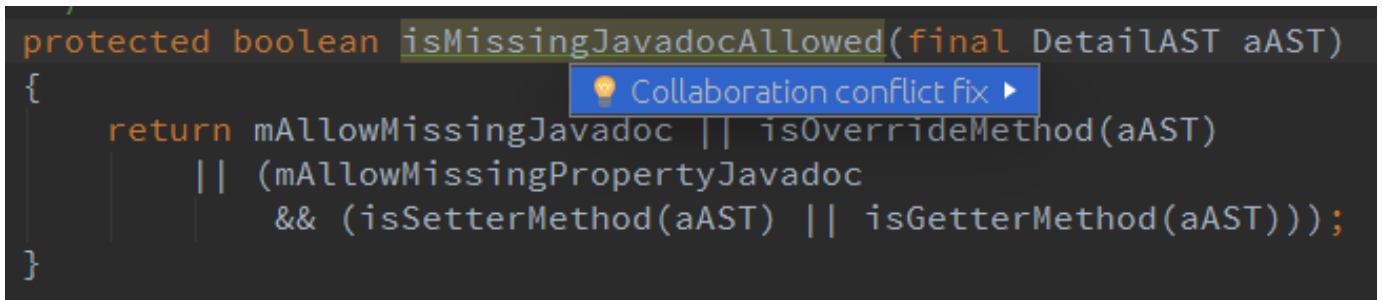 protected boolean isMissingJavadocAllowed(final DetailAST aAST)
{
Collaboration conflict fix
return mAllowMissingJavadoc || isOverrideMethod(aAST)
|| (mAllowMissingPropertyJavadoc
&& (isSetterMethod(aAST) || isGetterMethod(aAST)));
}